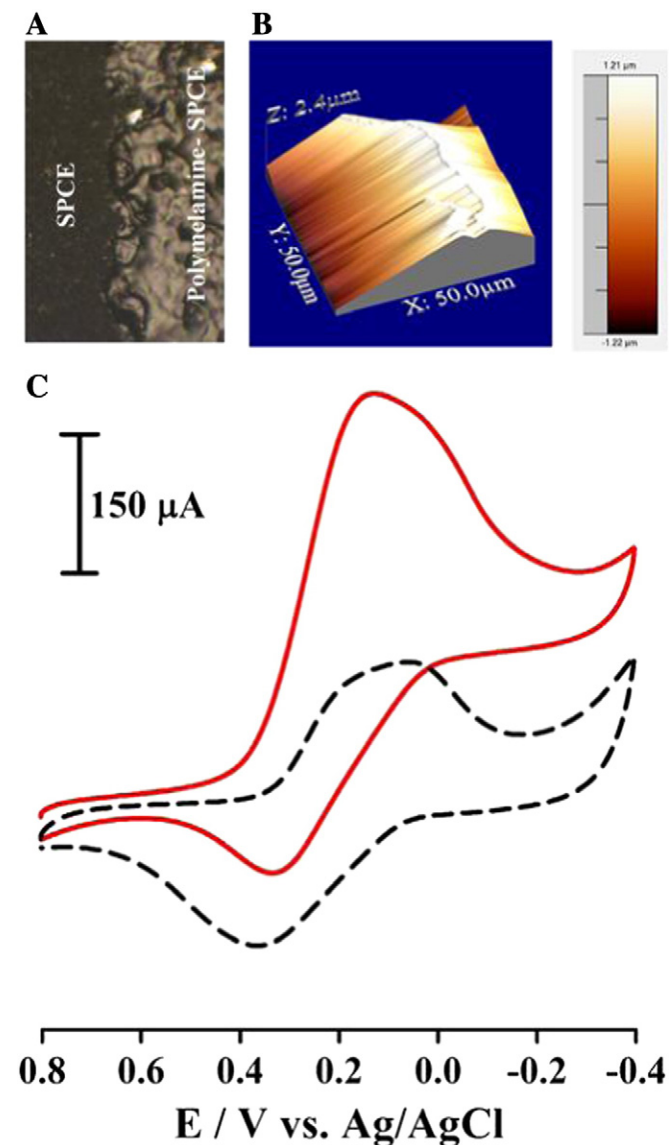 A
B
SPCE
Polymelamine- SPCE
Z: 2.4µm
Y: 50.0µm
X: 50.0µm
1.21 µm
-1.22 µm
C
150 µA
0.8 0.6 0.4 0.2 0.0 -0.2 -0.4
E / V vs. Ag/AgCl